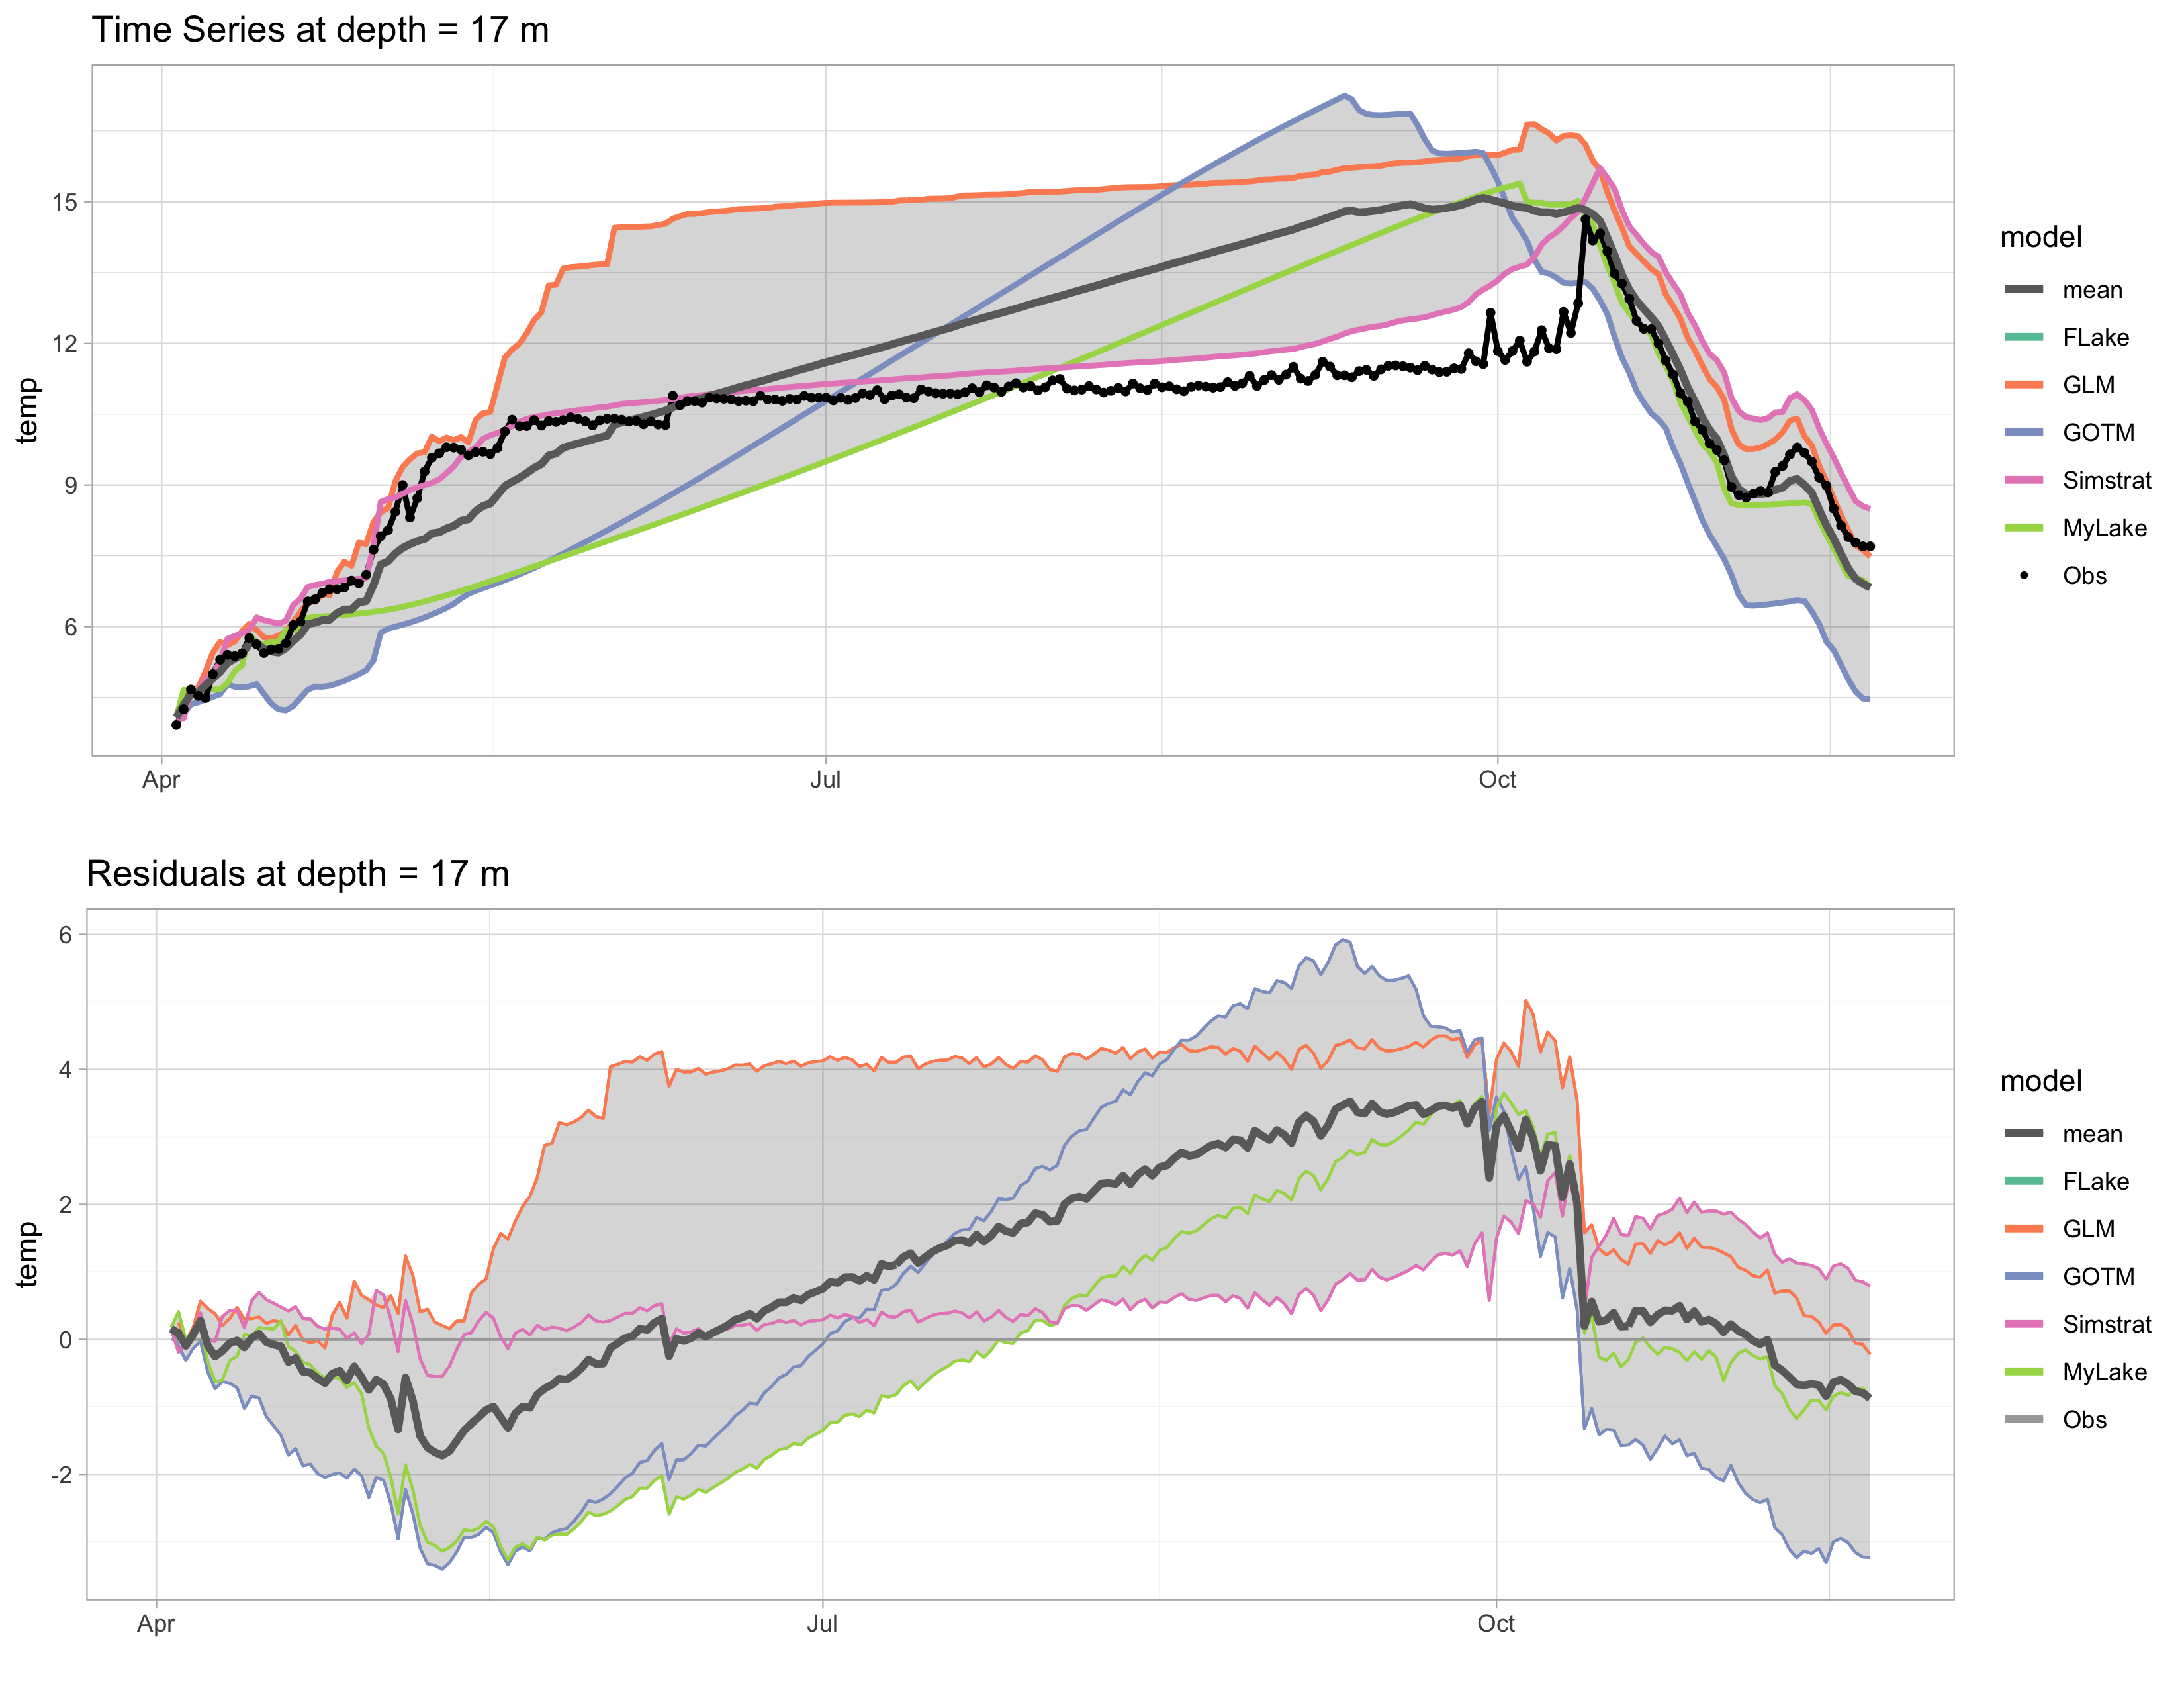 Time Series at depth = 17 m
temp
15
12
9
6
Apr
Jul
Oct
model
mean
FLake
GLM
GOTM
Simstrat
MyLake
Obs
Residuals at depth = 17 m
temp
6
4
2
0
-2
Apr
Jul
Oct
model
mean
FLake
GLM
GOTM
Simstrat
MyLake
Obs